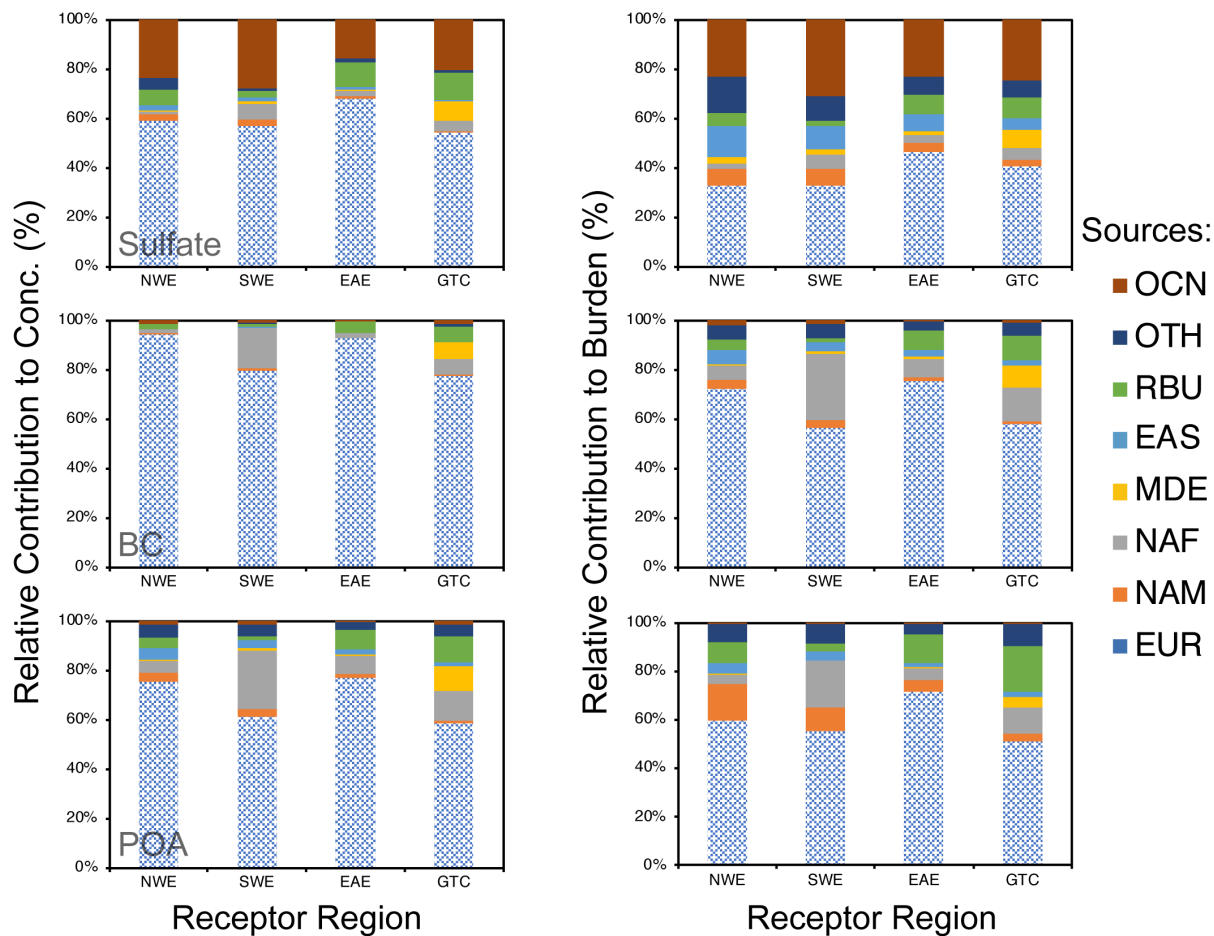 Relative Contribution to Conc. (%)
100%
80%
60%
40%
20%
0%
Sulfate
NWE SWE EAE GTC
100%
80%
60%
40%
20%
0%
BC
NWE SWE EAE GTC
100%
80%
60%
40%
20%
0%
POA
NWE SWE EAE GTC
Receptor Region
Relative Contribution to Burden (%)
100%
80%
60%
40%
20%
0%
NWE SWE EAE GTC
100%
80%
60%
40%
20%
0%
NWE SWE EAE GTC
100%
80%
60%
40%
20%
0%
NWE SWE EAE GTC
Receptor Region
Sources:
OCN
OTH
RBU
EAS
MDE
NAF
NAM
EUR